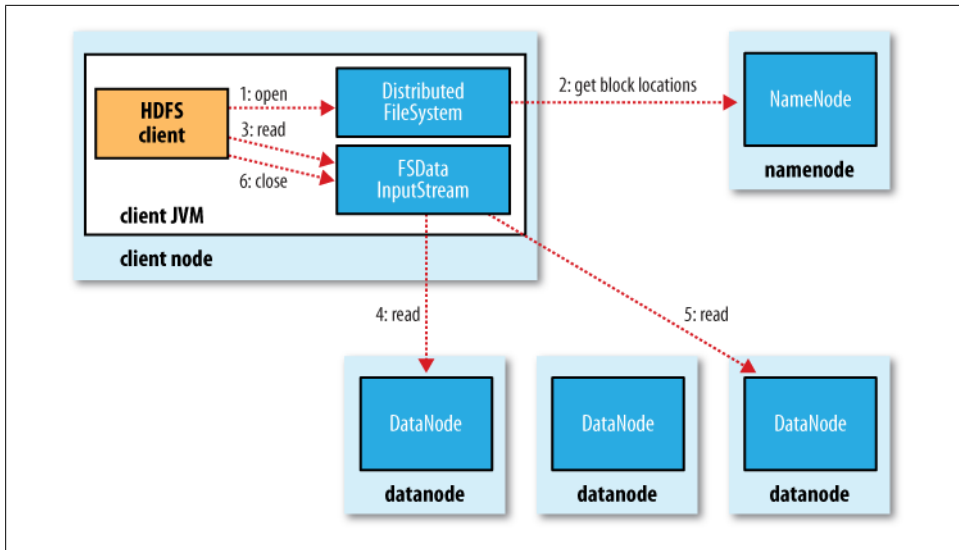 HDFS
client
1: open
3: read
6: close
Distributed
FileSystem
FSData
InputStream
client JVM
client node
2: get block locations
NameNode
namenode
4: read
5: read
DataNode
datanode
DataNode
datanode
DataNode
datanode